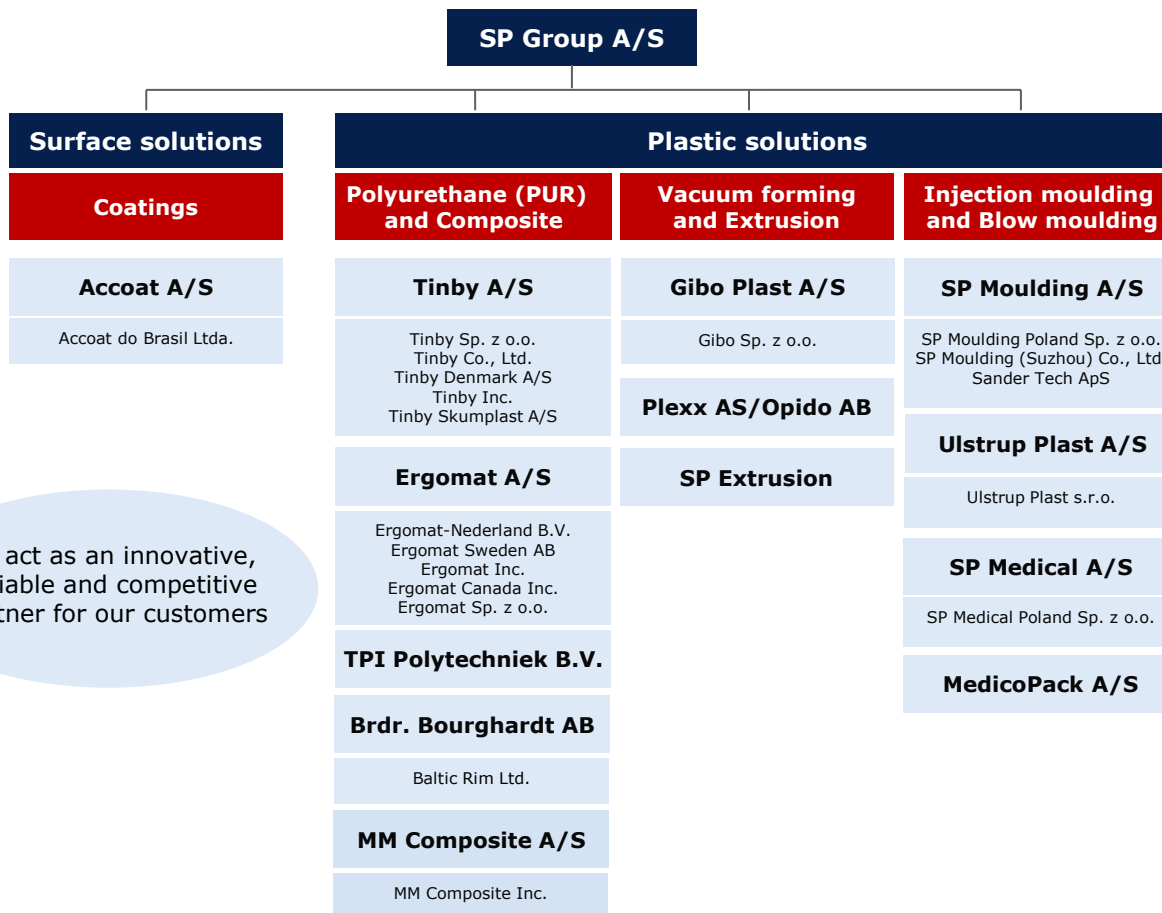 SP Group A/S
Surface solutions
Plastic solutions
Coatings
Accoat A/S
Accoat do Brasil Ltda.
act as an innovative,
and competitive
for our customers
Polyurethane (PUR)
and Composite
Tinby A/S
Tinby Sp. z o.o.
Tinby Co., Ltd.
Tinby Denmark A/S
Tinby Inc.
Tinby Skumplast A/S
Ergomat A/S
Ergomat-Nederland B.V.
Ergomat Sweden AB
Ergomat Inc.
Ergomat Canada Inc.
Ergomat Sp. z o.o.
TPI Polytechniek B.V.
Brdr. Bourghardt AB
Baltic Rim Ltd.
MM Composite A/S
MM Composite Inc.
Vacuum forming
and Extrusion
Gibo Plast A/S
Gibo Sp. z o.o.
Plexx AS/Opido AB
SP Extrusion
Injection moulding
and Blow moulding
SP Moulding A/S
SP Moulding Poland Sp. z o.o.
SP Moulding (Suzhou) Co., Ltd
Sander Tech ApS
Ulstrup Plast A/S
Ulstrup Plast s.r.o.
SP Medical A/S
SP Medical Poland Sp. z o.o.
MedicoPack A/S